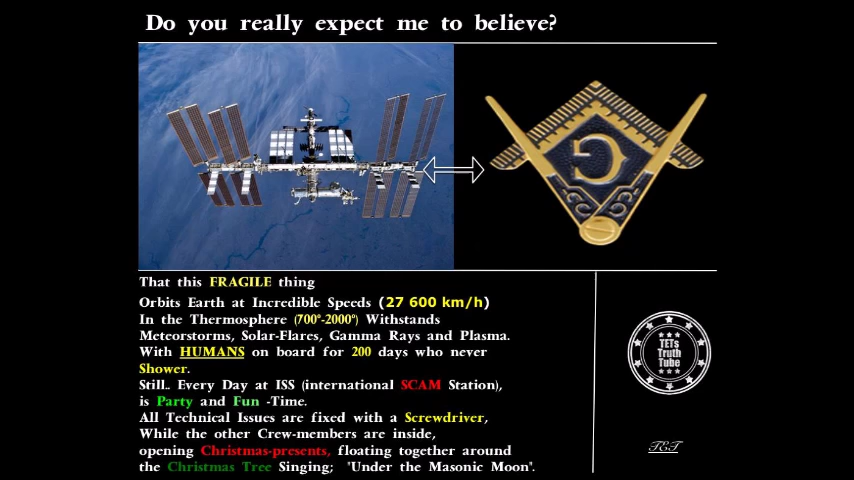 Do you really expect me to believe?
That this FRAGILE thing
Orbits Earth at Incredible Speeds (27 600 km/h)
In the Thermosphere (700°-2000°) Withstands
Meteorstorms, Solar-Flares, Gamma Rays and Plasma.
With HUMANS on board for 200 days who never
Shower.
Still.. Every Day at ISS (international SCAM Station),
is Party and Fun -Time.
All Technical Issues are fixed with a Screwdriver,
While the other Crew-members are inside,
opening Christmas-presents, floating together around
the Christmas Tree Singing; "Under the Masonic Moon".
TETs
Truth
Tube
TET